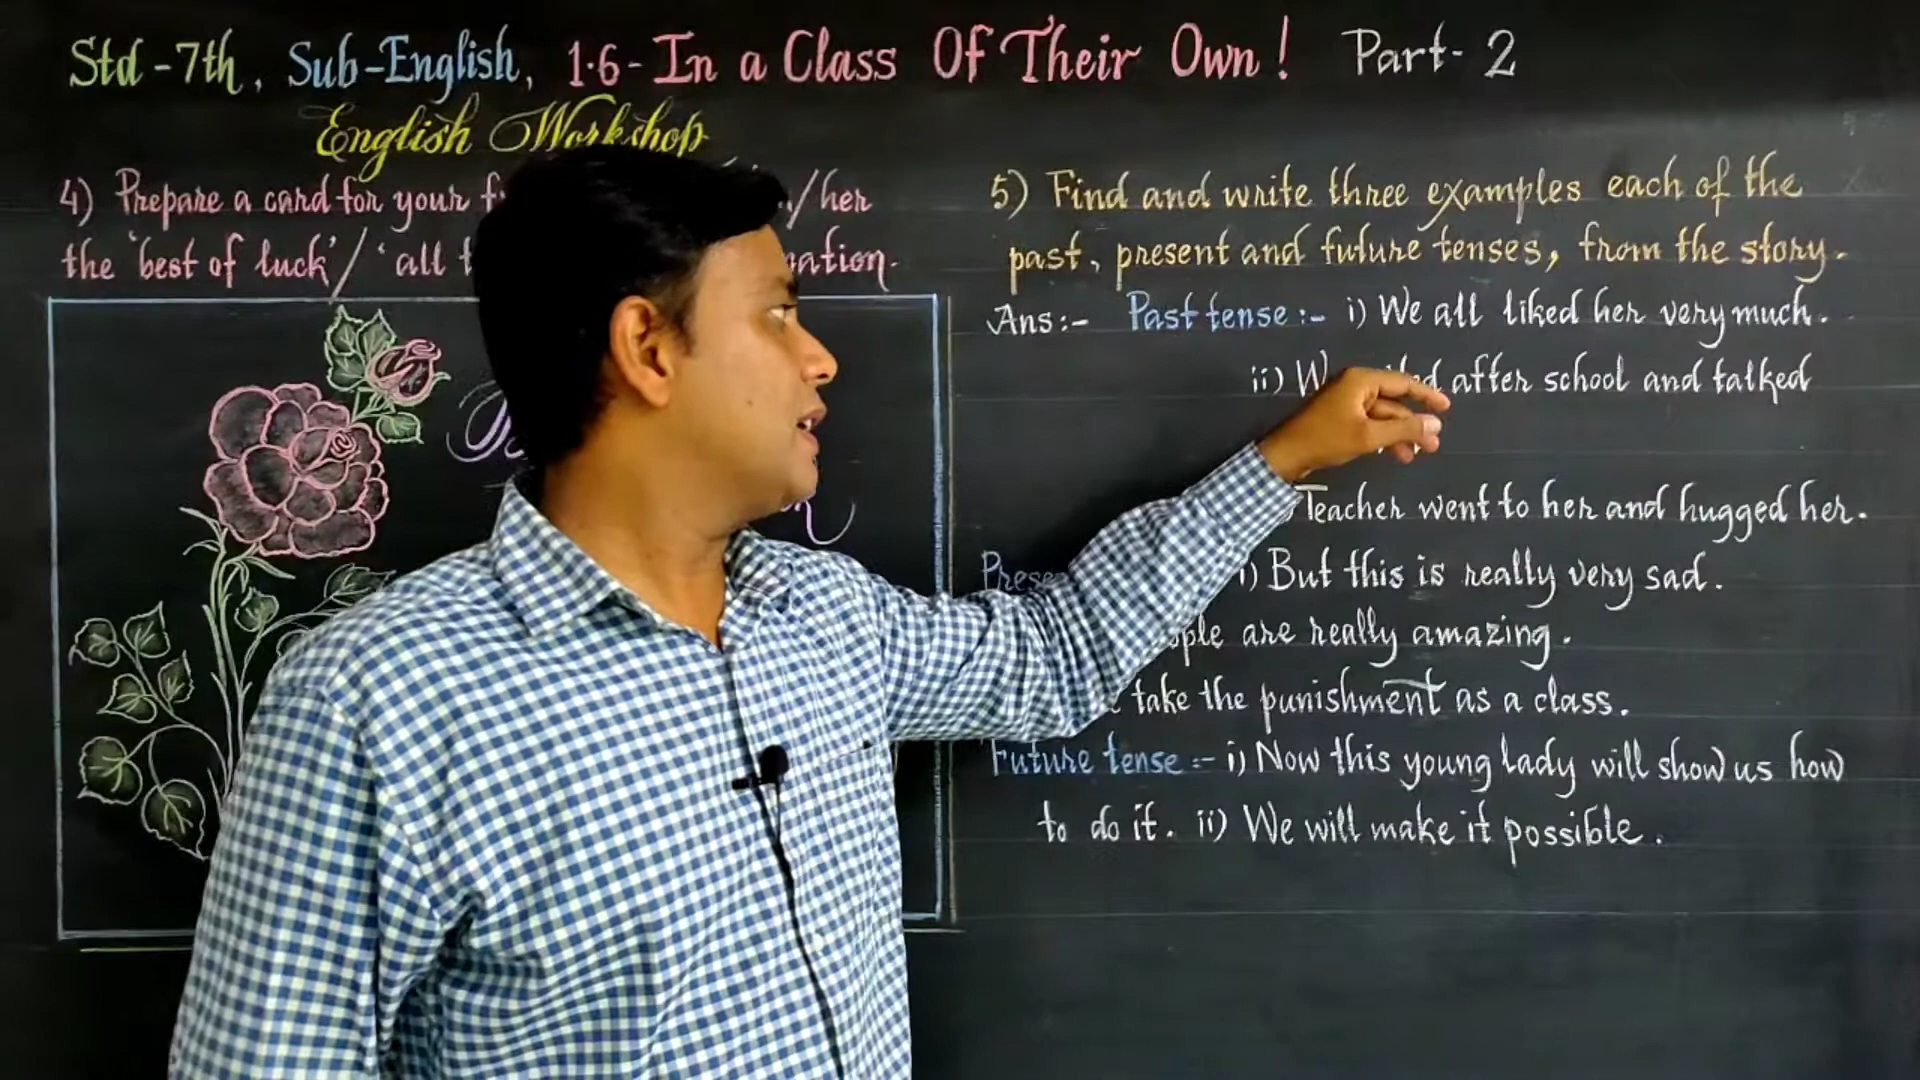 Std-7th, Sub-English, 1.6- In a Class Of Their Own! Part-2
English Workshop
4) Prepare a card for your /her
the 'best of luck'/ 'all
5) Find and write three examples each of the
past, present and future tenses, from the story.
Ans:- Past tense:- i) We all liked her very much.
ii) after school and talked
Teacher went to her and hugged her.
i) But this is really very sad.
are really amazing.
take the punishment as a class.
Future tense:- i) Now this young lady will show us how
to do it. ii) We will make it possible.